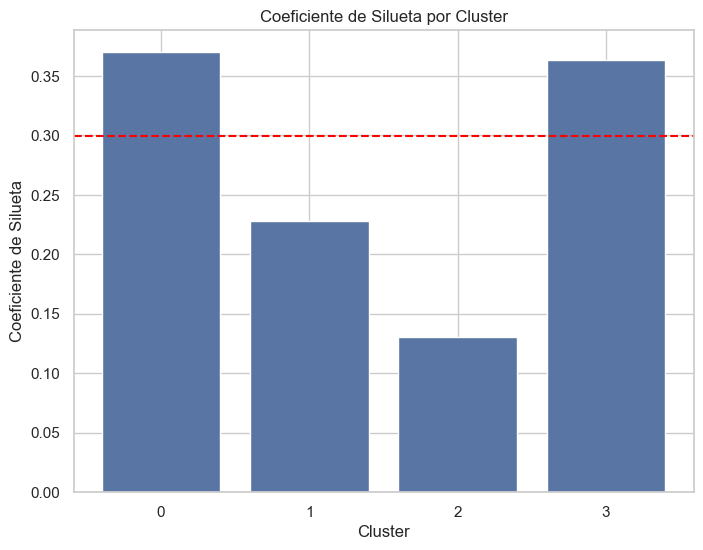 Coeficiente de Silueta por Cluster
Coeficiente de Silueta
0.35
0.30
0.25
0.20
0.15
0.10
0.05
0.00
0 1 2 3
Cluster